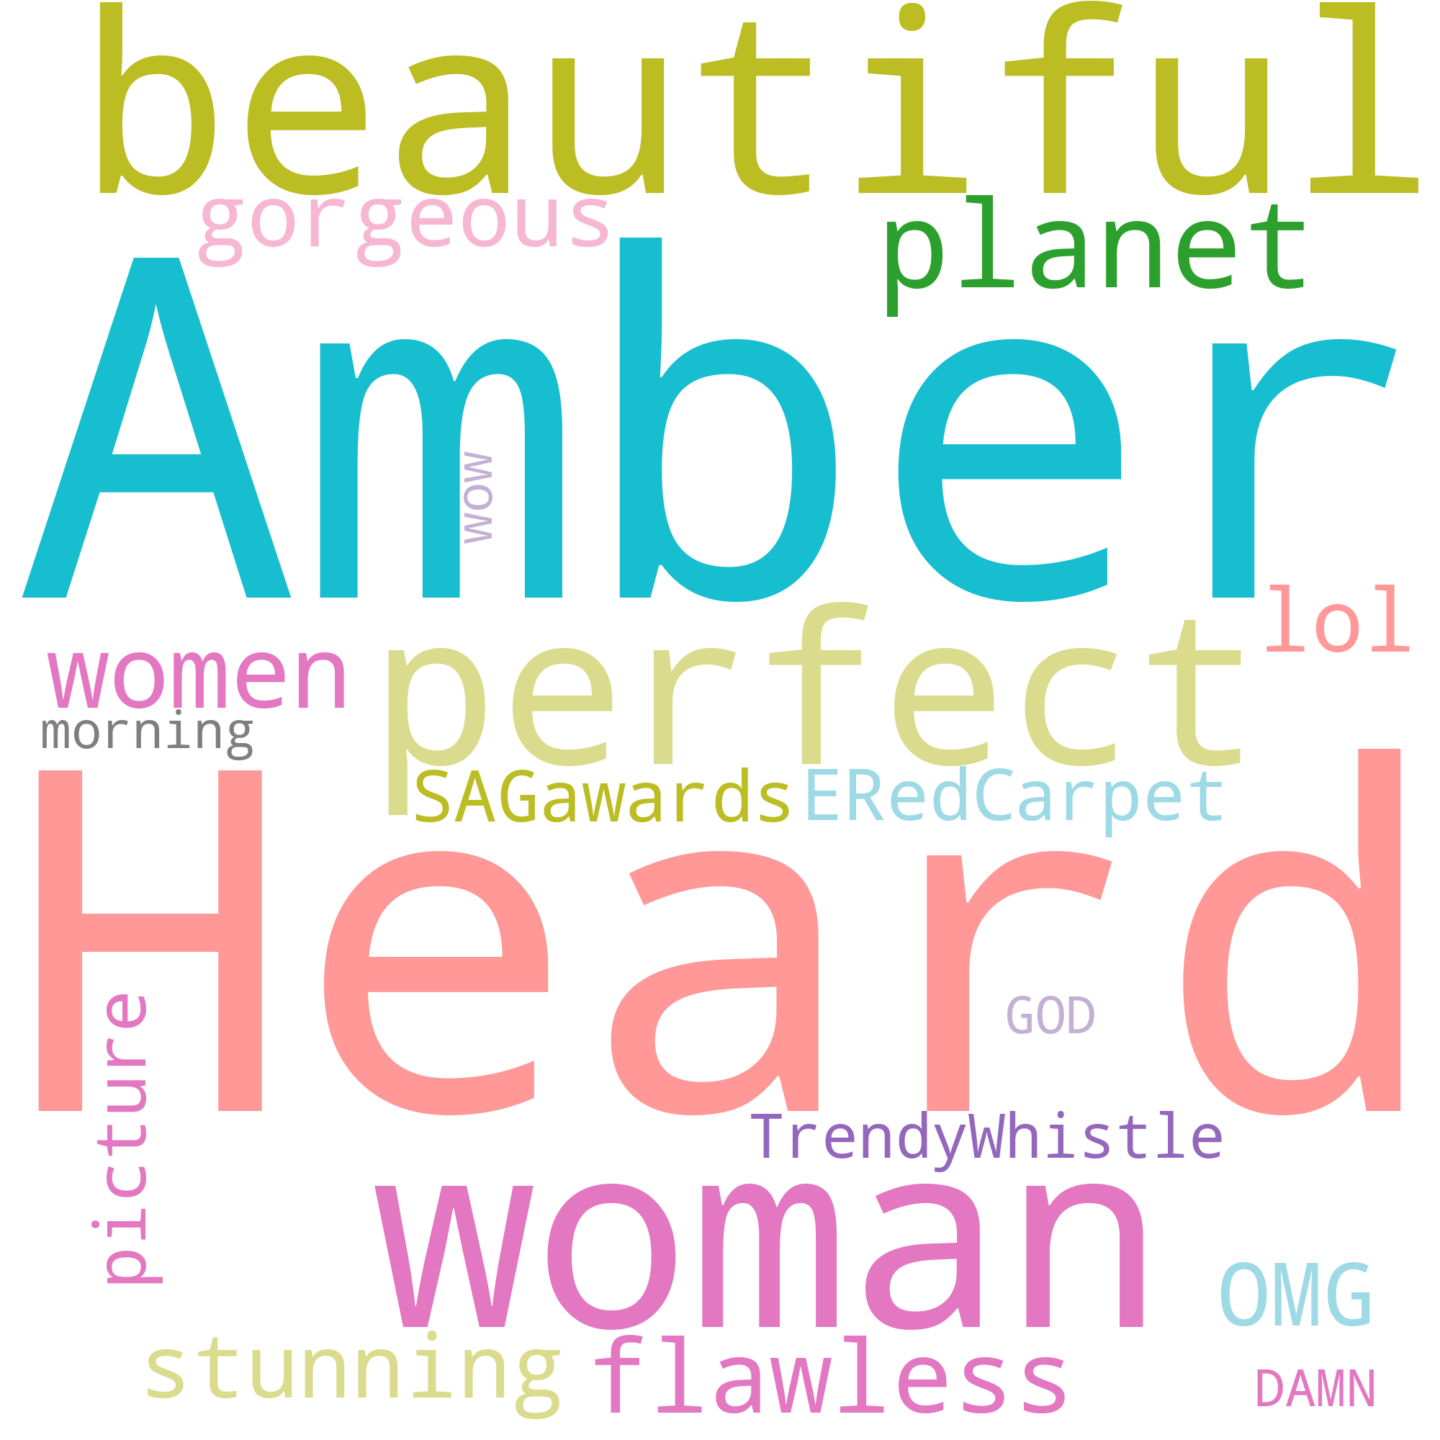 beautiful
gorgeous
planet
Amber
wow
lol
perfect
women
morning
SAGawards ERedCarpet
Heard
picture
GOD
TrendyWhistle
woman
OMG
stunning
flawless
DAMN